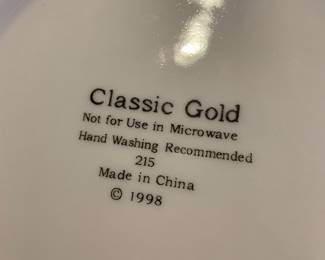 Classic Gold
Not for Use in Microwave
Hand Washing Recommended
215
Made in China
© 1998